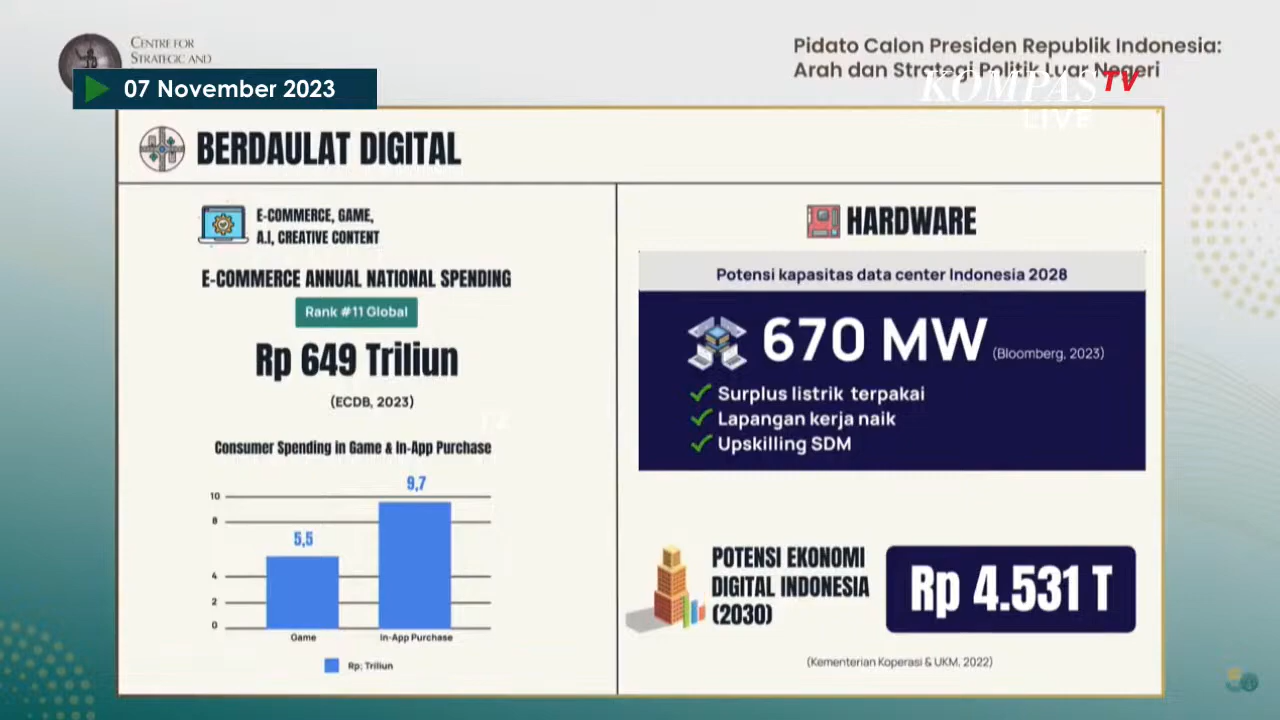 CENTRE FOR
STRATEGIC AND
07 November 2023
Pidato Calon Presiden Republik Indonesia:
Arah dan Strategi Politik Luar Negeri
KOMPAS TV
LIVE
BERDAULAT DIGITAL
E-COMMERCE, GAME,
A.I, CREATIVE CONTENT
E-COMMERCE ANNUAL NATIONAL SPENDING
Rank #11 Global
Rp 649 Triliun
(ECDB, 2023)
Consumer Spending in Game & In-App Purchase
10
8
4
2
0
5,5
9,7
Game
In-App Purchase
Rp; Triliun
HARDWARE
Potensi kapasitas data center Indonesia 2028
670 MW (Bloomberg, 2023)
Surplus listrik terpakai
Lapangan kerja naik
Upskilling SDM
POTENSI EKONOMI
DIGITAL INDONESIA
(2030)
Rp 4.531 T
(Kementerian Koperasi & UKM, 2022)